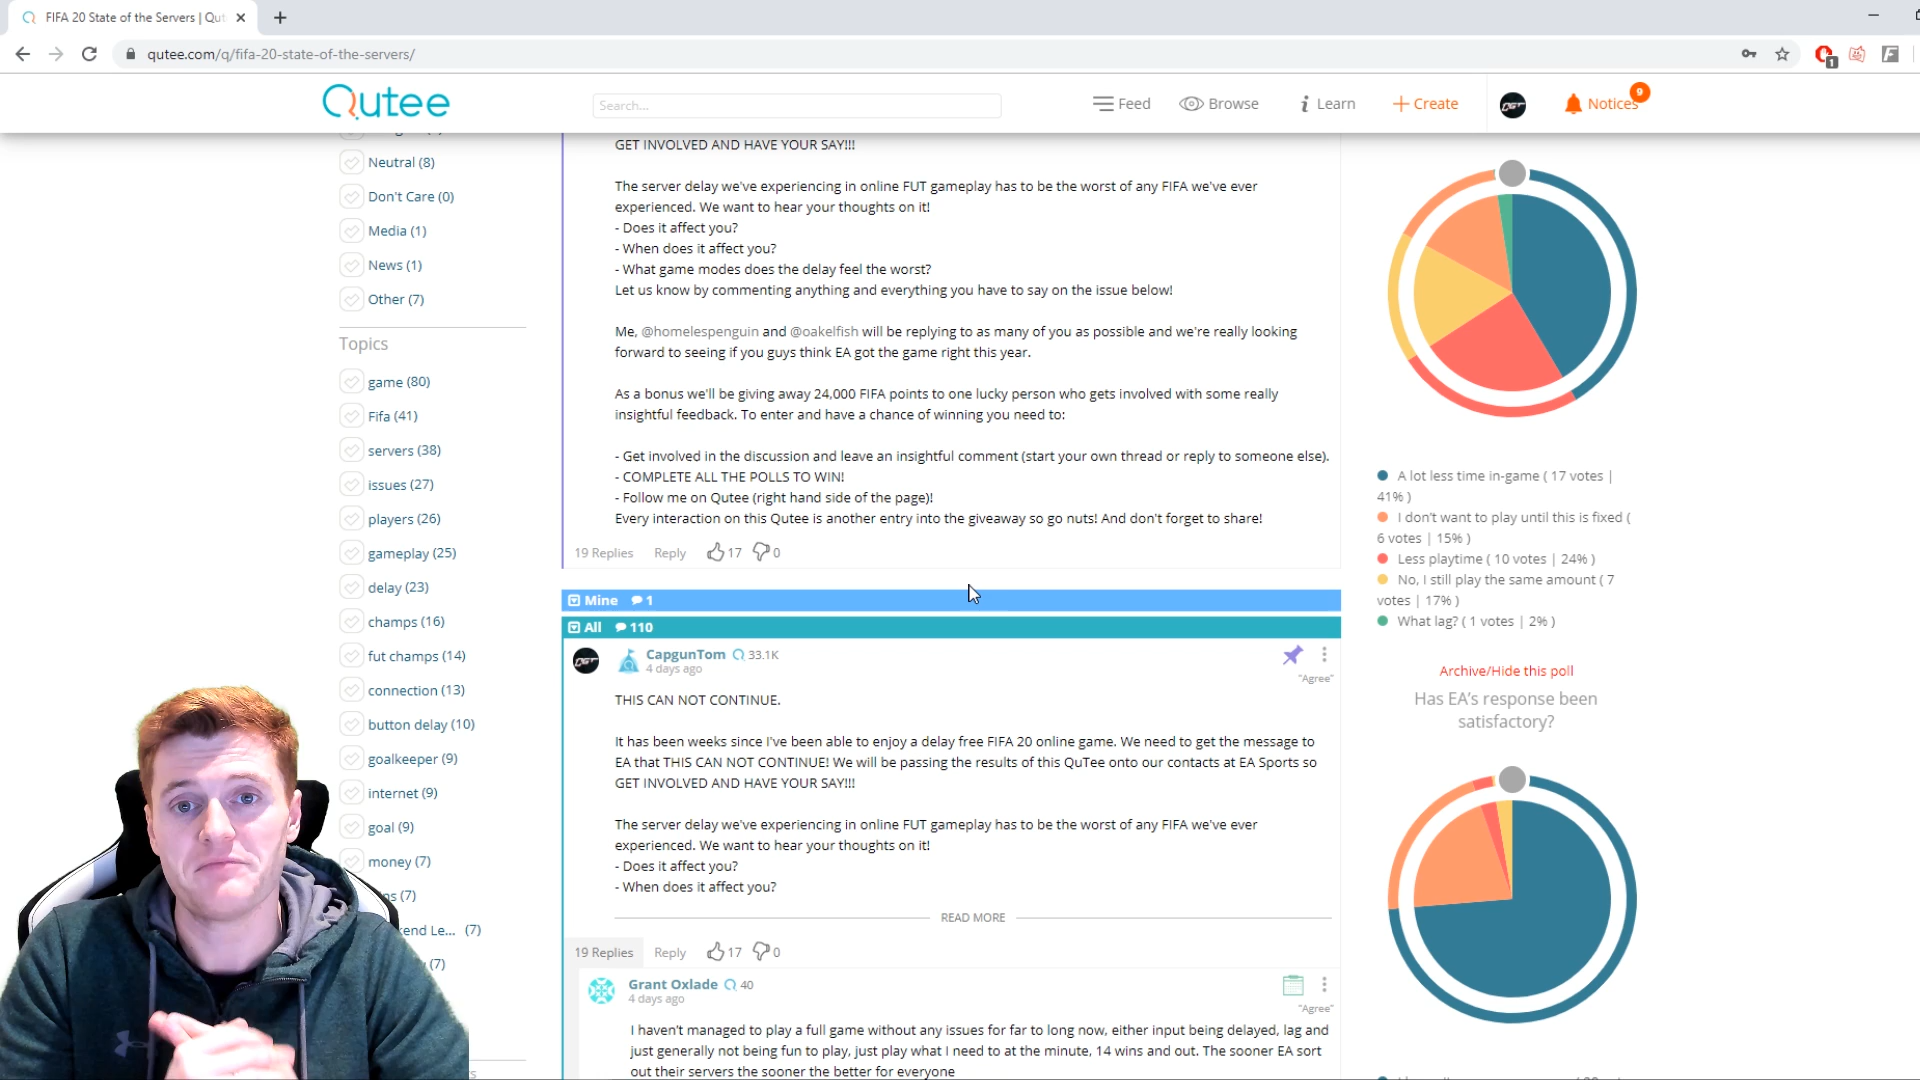 FIFA 20 State of the Servers | Qut
qutee.com/q/fifa-20-state-of-the-servers/
1
Qutee
Search...
Feed
Browse
Learn
Create
CGT
Notices
9
Neutral (8)
Don't Care (0)
Media (1)
News (1)
Other (7)
Topics
game (80)
Fifa (41)
servers (38)
issues (27)
players (26)
gameplay (25)
delay (23)
champs (16)
fut champs (14)
connection (13)
button delay (10)
goalkeeper (9)
internet (9)
goal (9)
money (7)
(7)
(7)
(7)
GET INVOLVED AND HAVE YOUR SAY!!!
The server delay we've experiencing in online FUT gameplay has to be the worst of any FIFA we've ever
experienced. We want to hear your thoughts on it!
- Does it affect you?
- When does it affect you?
- What game modes does the delay feel the worst?
Let us know by commenting anything and everything you have to say on the issue below!
Me, @homelespenguin and @oakelfish will be replying to as many of you as possible and we're really looking
forward to seeing if you guys think EA got the game right this year.
As a bonus we'll be giving away 24,000 FIFA points to one lucky person who gets involved with some really
insightful feedback. To enter and have a chance of winning you need to:
- Get involved in the discussion and leave an insightful comment (start your own thread or reply to someone else).
- COMPLETE ALL THE POLLS TO WIN!
- Follow me on Qutee (right hand side of the page)!
Every interaction on this Qutee is another entry into the giveaway so go nuts! And don't forget to share!
19 Replies Reply 17 0
Mine 1
All 110
CapgunTom 33.1K
4 days ago
"Agree"
THIS CAN NOT CONTINUE.
It has been weeks since I've been able to enjoy a delay free FIFA 20 online game. We need to get the message to
EA that THIS CAN NOT CONTINUE! We will be passing the results of this QuTee onto our contacts at EA Sports so
GET INVOLVED AND HAVE YOUR SAY!!!
The server delay we've experiencing in online FUT gameplay has to be the worst of any FIFA we've ever
experienced. We want to hear your thoughts on it!
- Does it affect you?
- When does it affect you?
READ MORE
19 Replies Reply 17 0
Grant Oxlade 40
4 days ago
"Agree"
I haven't managed to play a full game without any issues for far to long now, either input being delayed, lag and
just generally not being fun to play, just play what I need to at the minute, 14 wins and out. The sooner EA sort
out their servers the sooner the better for everyone
A lot less time in-game ( 17 votes |
41% )
I don't want to play until this is fixed (
6 votes | 15% )
Less playtime ( 10 votes | 24% )
No, I still play the same amount ( 7
votes | 17% )
What lag? ( 1 votes | 2% )
Archive/Hide this poll
Has EA's response been
satisfactory?